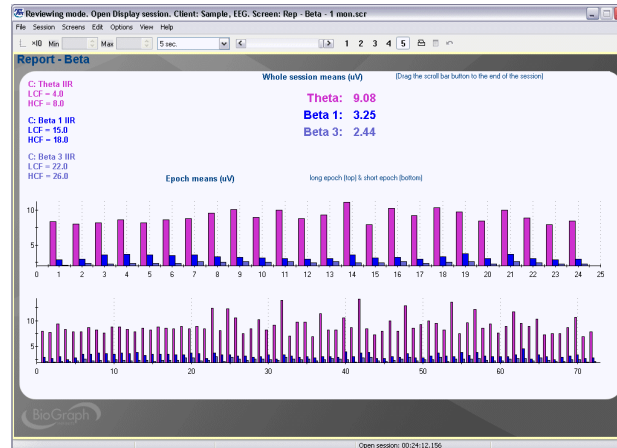 Reviewing mode. Open Display session. Client: Sample, EEG. Screen: Rep - Beta - 1 mon.scr
File Session Screens Edit Options View Help
×10 Min Max 5 sec. 1 2 3 4 5
Report - Beta
Whole session means (uV) (Drag the scroll bar button to the end of the session)
C: Theta IIR
LCF = 4.0
HCF = 8.0
Theta: 9.08
Beta 1: 3.25
Beta 3: 2.44
C: Beta 1 IIR
LCF = 15.0
HCF = 18.0
C: Beta 3 IIR
LCF = 22.0
HCF = 26.0
Epoch means (uV) long epoch (top) & short epoch (bottom)
10
5
0 1 2 3 4 5 6 7 8 9 10 11 12 13 14 15 16 17 18 19 20 21 22 23 24 25
10
5
0 10 20 30 40 50 60 70
BioGraph
Open session: 00:24:12.156